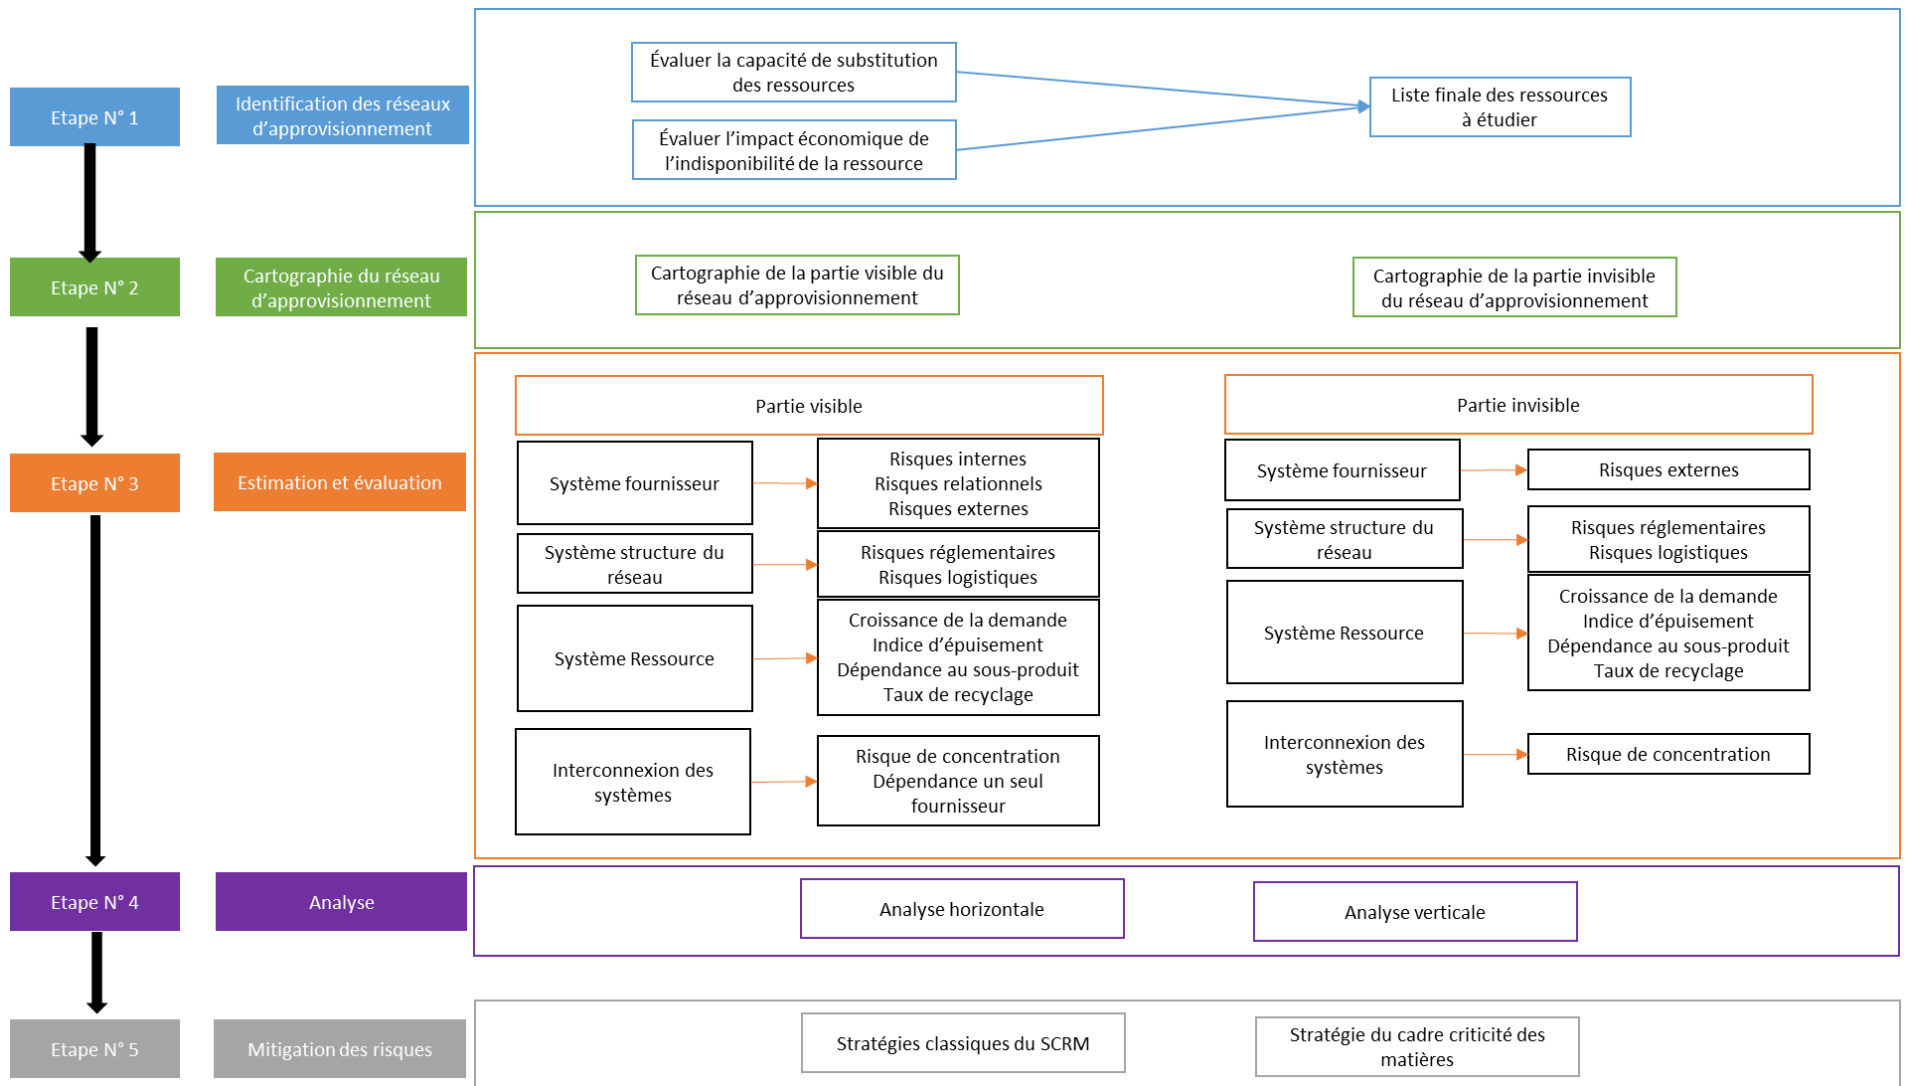 Etape N° 1
Identification des réseaux
d’approvisionnement
Évaluer la capacité de substitution
des ressources
Évaluer l’impact économique de
l’indisponibilité de la ressource
Liste finale des ressources
à étudier
Etape N° 2
Cartographie du réseau
d’approvisionnement
Cartographie de la partie visible du
réseau d’approvisionnement
Cartographie de la partie invisible
du réseau d’approvisionnement
Etape N° 3
Estimation et évaluation
Partie visible
Système fournisseur
Risques internes
Risques relationnels
Risques externes
Système structure du
réseau
Risques réglementaires
Risques logistiques
Système Ressource
Croissance de la demande
Indice d’épuisement
Dépendance au sous-produit
Taux de recyclage
Interconnexion des
systèmes
Risque de concentration
Dépendance un seul
fournisseur
Partie invisible
Système fournisseur
Risques externes
Système structure du
réseau
Risques réglementaires
Risques logistiques
Système Ressource
Croissance de la demande
Indice d’épuisement
Dépendance au sous-produit
Taux de recyclage
Interconnexion des
systèmes
Risque de concentration
Etape N° 4
Analyse
Analyse horizontale
Analyse verticale
Etape N° 5
Mitigation des risques
Stratégies classiques du SCRM
Stratégie du cadre criticité des
matières